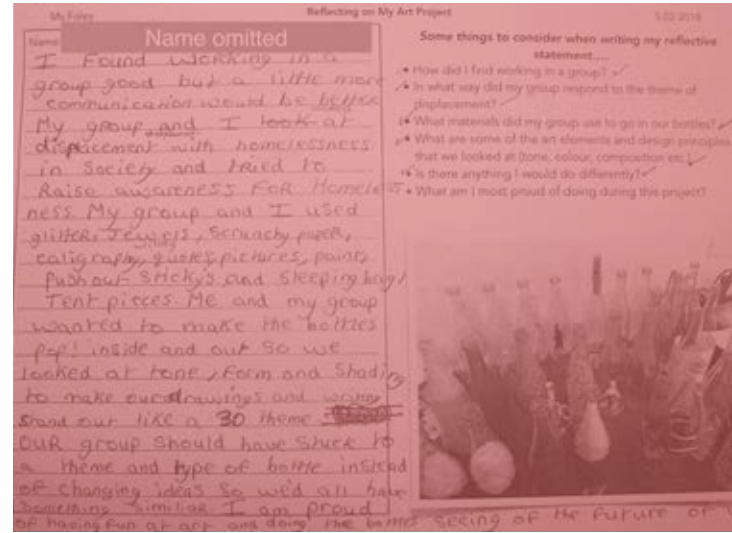 Ms Foley
Reflecting on My Art Project
5.02.2018
Name
Name omitted
I Found working in a
group good but a little more
communication would be better
My group and I look at
displacement with homelessness
in Society and tried to
Raise awareness FOR Homeless
ness. My group and I used
glitter, Jewels, Scrunchy paper,
caligraphy, quotes, pictures, paint,
Push out Sticky's and Sleeping bag/
Tent pieces. Me and my group
wanted to make the bottles
pop! inside and out So we
looked at tone, Form and Shading
to make our drawings and
Stand out like a 3D theme
OUR group Should have Stuck to
a theme and type of bottle instead
of changing ideas So we'd all have
Something similiar I am proud
of having fun at art and doing the bottles seeing of the Future of
Some things to consider when writing my reflective
statement....
• How did I find working in a group?
• In what way did my group respond to the theme of
displacement?
• What materials did my group use to go in our bottles?
• What are some of the art elements and design principles
that we looked at (tone, colour, composition etc.)
• Is there anything I would do differently?
• What am I most proud of doing during this project?